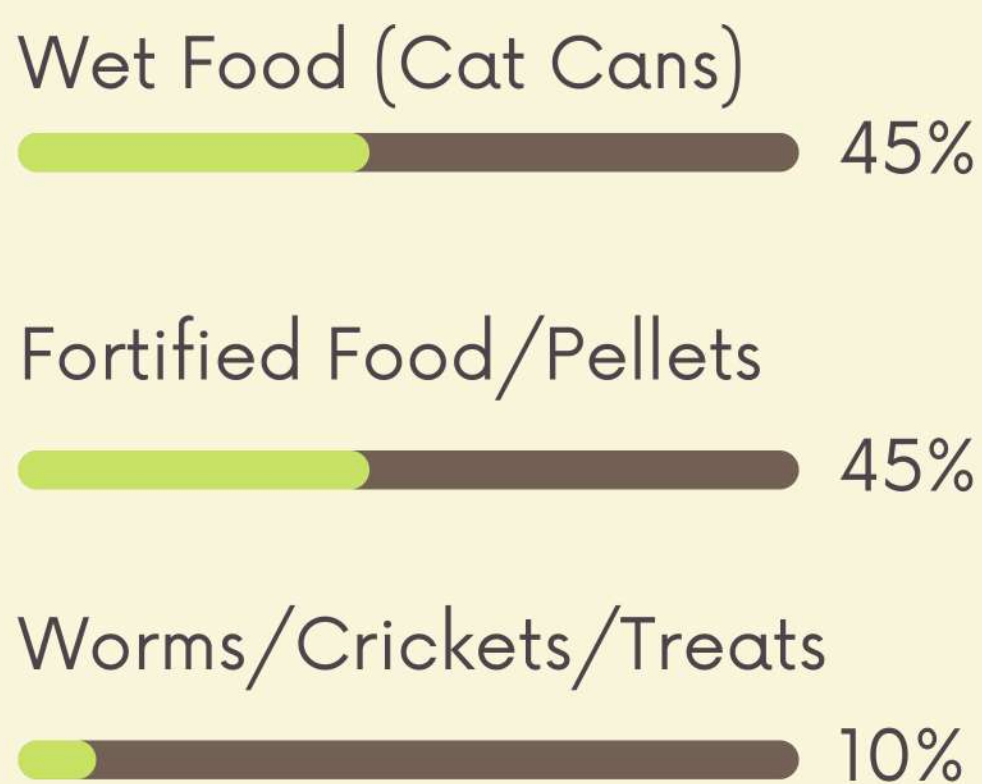 Wet Food (Cat Cans)
45%
Fortified Food/Pellets
45%
Worms/Crickets/Treats
10%